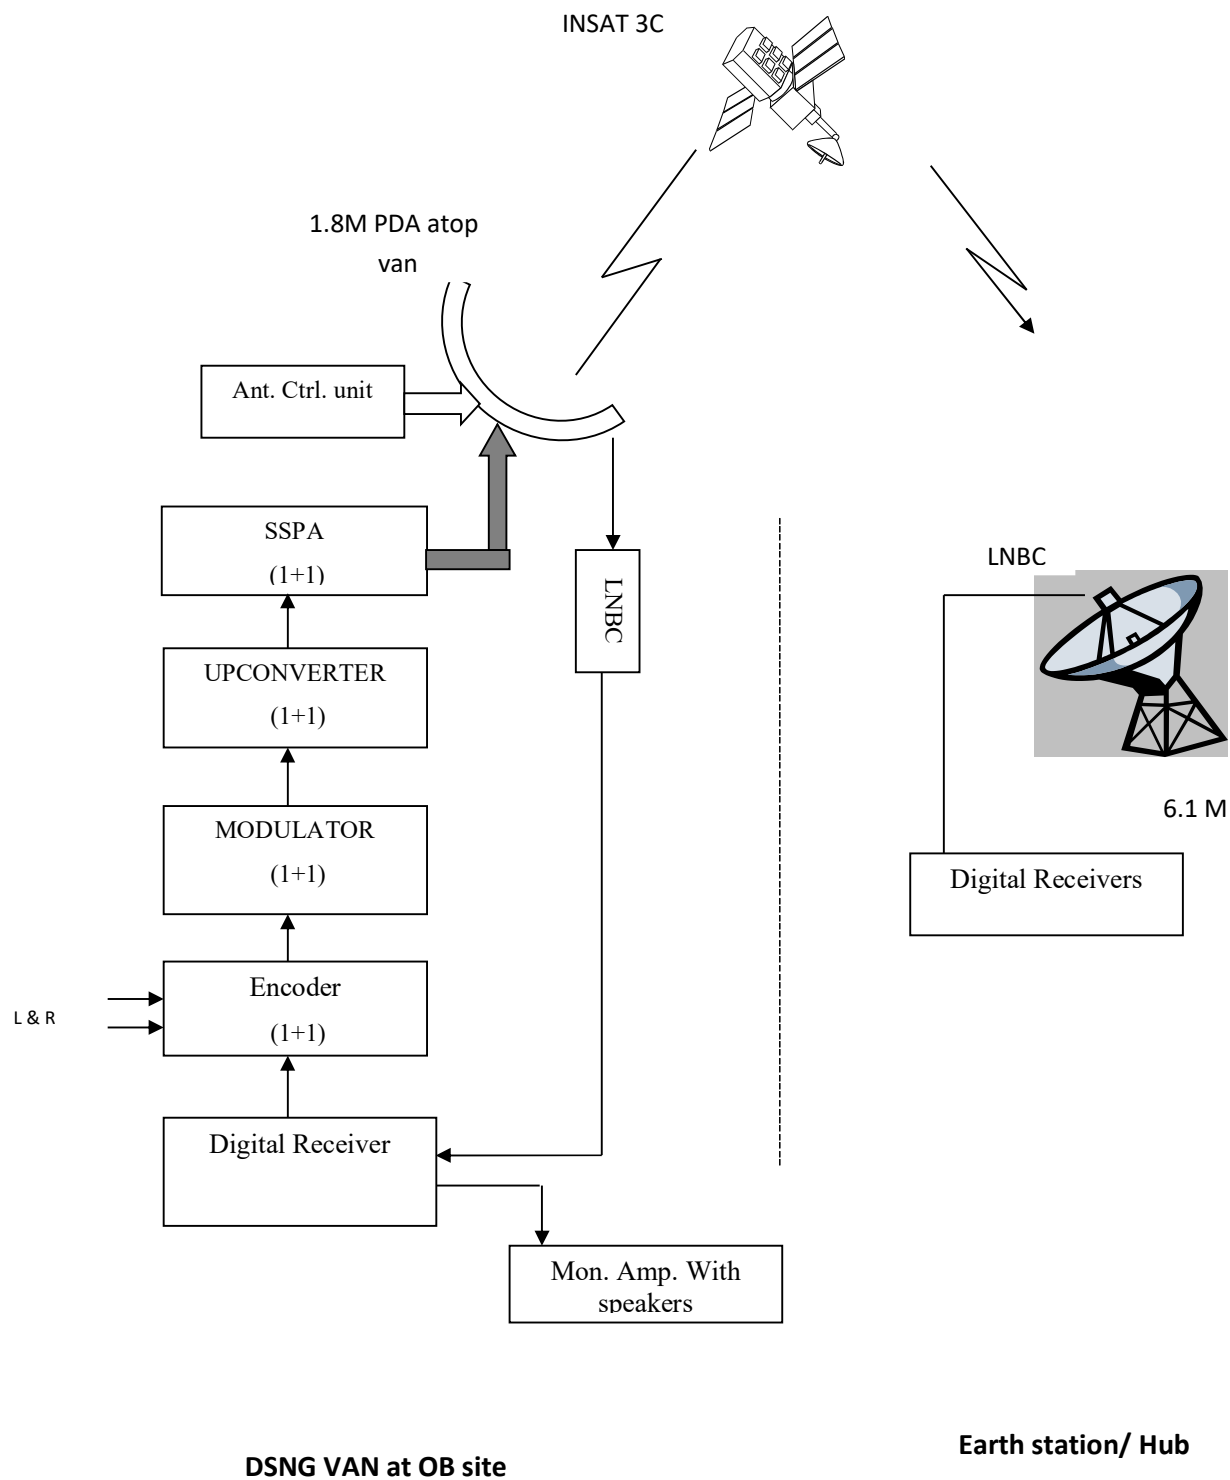 INSAT 3C
1.8M PDA atop
van
Ant. Ctrl. unit
SSPA
(1+1)
LNBC
LNBC
UPCONVERTER
(1+1)
6.1 M
MODULATOR
(1+1)
Digital Receivers
Encoder
(1+1)
L & R
Digital Receiver
Mon. Amp. With
speakers
Earth station/ Hub
DSNG VAN at OB site